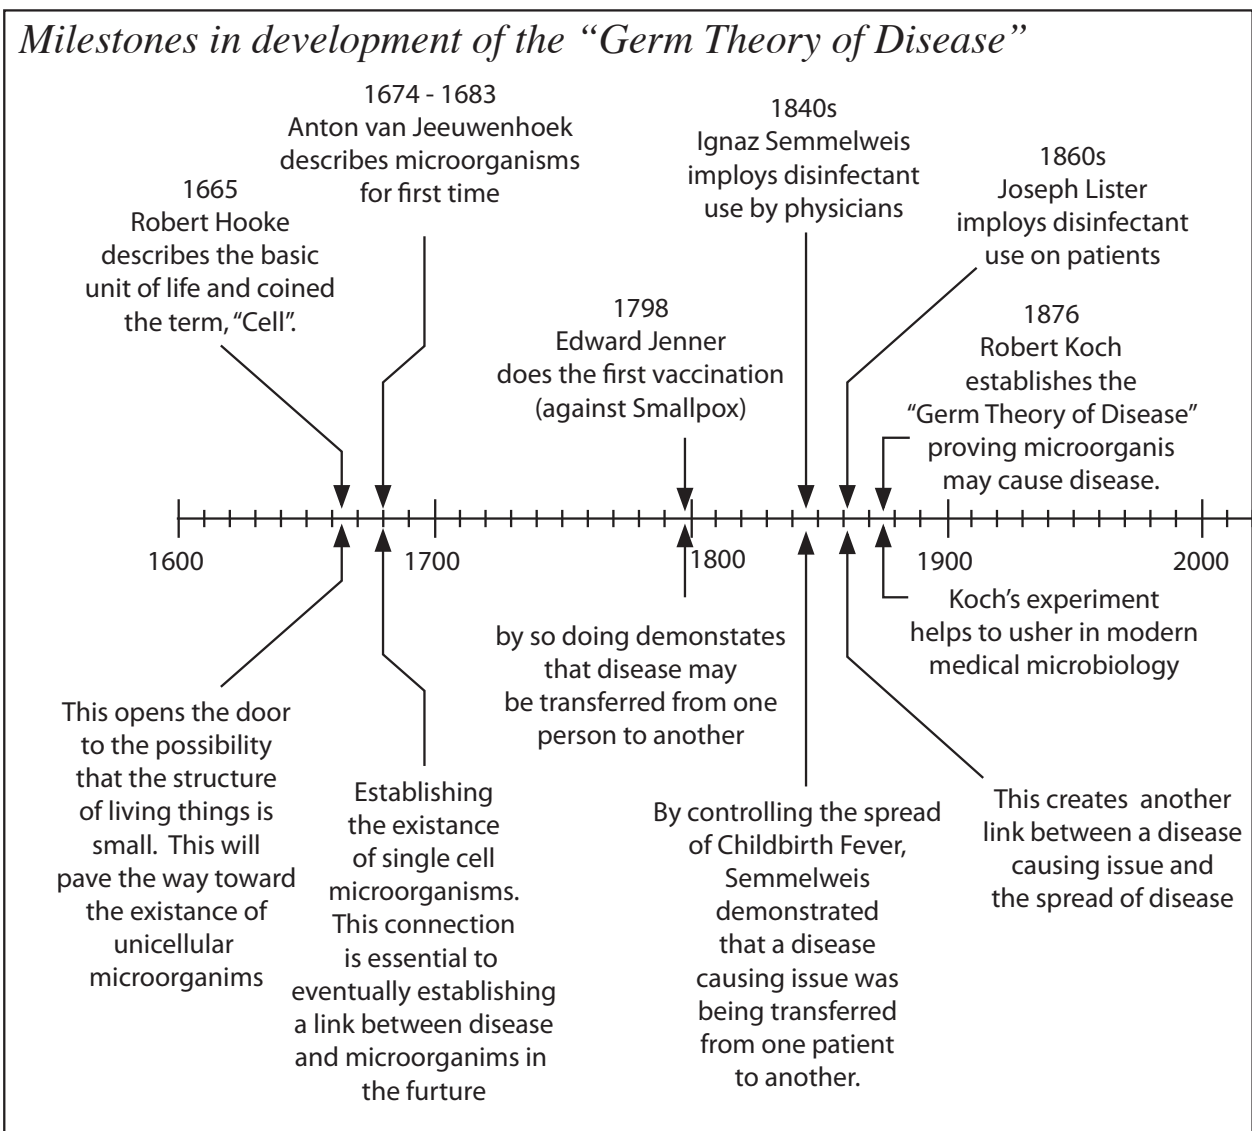 Milestones in development of the “Germ Theory of Disease”
1674 - 1683
Anton van Jeeuwenhoek
describes microorganisms
for first time
1665
Robert Hooke
describes the basic
unit of life and coined
the term, “Cell”.
1840s
Ignaz Semmelweis
imploys disinfectant
use by physicians
1860s
Joseph Lister
imploys disinfectant
use on patients
1798
Edward Jenner
does the first vaccination
(against Smallpox)
1876
Robert Koch
establishes the
“Germ Theory of Disease”
proving microorganis
may cause disease.
1600
1700
1800
1900
2000
This opens the door
to the possibility
that the structure
of living things is
small. This will
pave the way toward
the existance of
unicellular
microorganims
Establishing
the existance
of single cell
microorganisms.
This connection
is essential to
eventually establishing
a link between disease
and microorganims in
the furture
by so doing demonstates
that disease may
be transferred from one
person to another
By controlling the spread
of Childbirth Fever,
Semmelweis
demonstrated
that a disease
causing issue was
being transferred
from one patient
to another.
This creates another
link between a disease
causing issue and
the spread of disease
Koch’s experiment
helps to usher in modern
medical microbiology